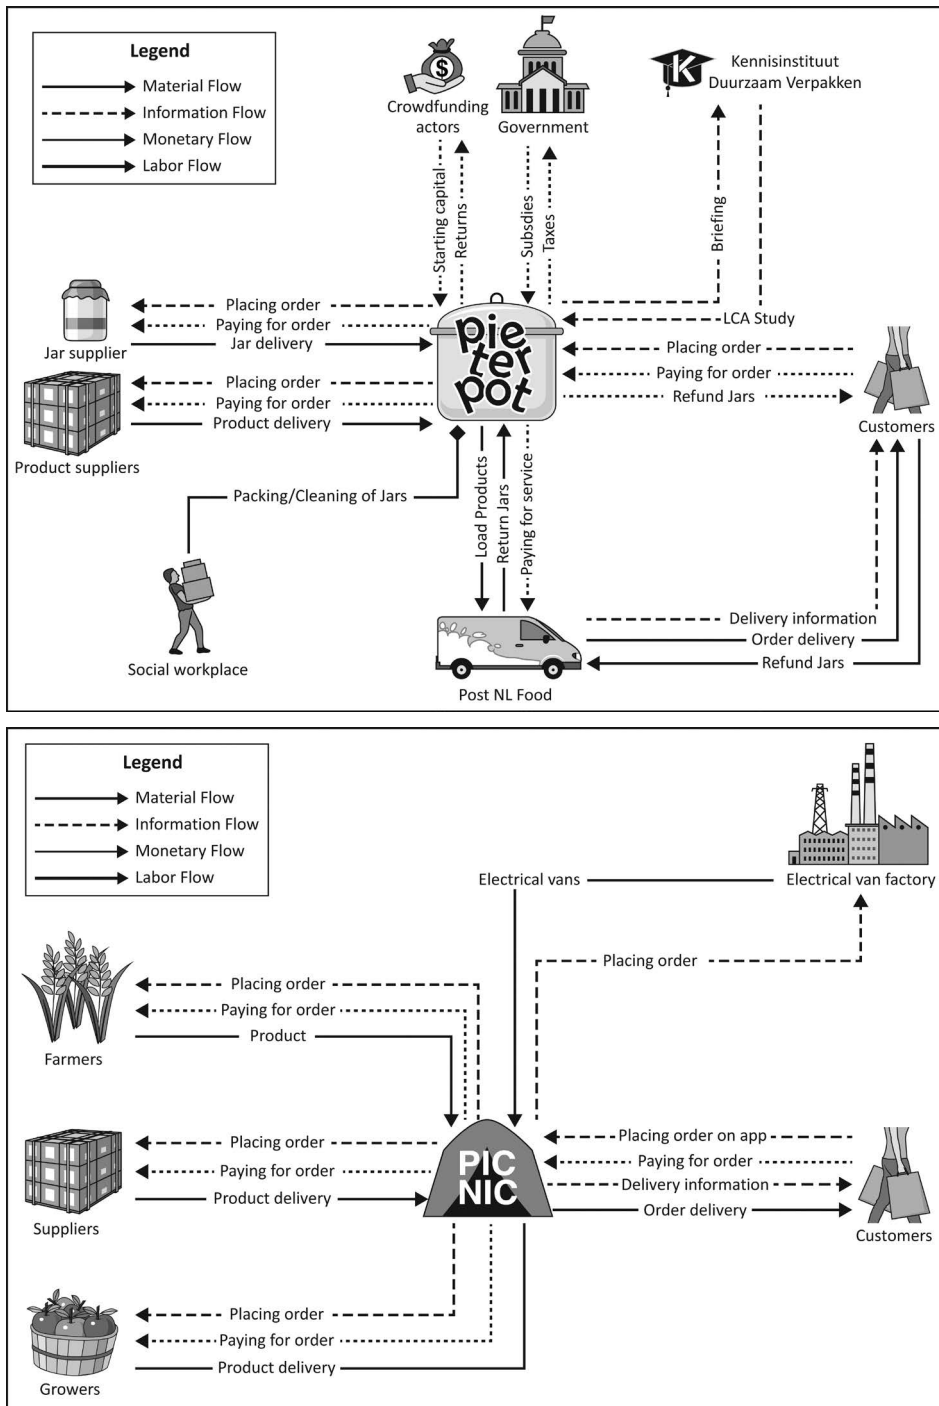 Legend
Material Flow
Information Flow
Monetary Flow
Labor Flow
Crowdfunding
actors
Government
Kennisinstituut
Duurzaam Verpakken
K
$
Starting capital
Returns
Subsdies
Taxes
Briefing
LCA Study
Placing order
Paying for order
Jar delivery
Jar supplier
Placing order
Paying for order
Product delivery
Product suppliers
pie
ter
pot
Placing order
Paying for order
Refund Jars
Customers
Packing/Cleaning of Jars
Social workplace
Load Products
Return Jars
Paying for service
Delivery information
Order delivery
Refund Jars
Post NL Food
Legend
Material Flow
Information Flow
Monetary Flow
Labor Flow
Electrical vans
Electrical van factory
Placing order
Placing order
Paying for order
Product
Farmers
Placing order
Paying for order
Product delivery
Suppliers
PIC
NIC
Placing order on app
Paying for order
Delivery information
Order delivery
Customers
Placing order
Paying for order
Product delivery
Growers